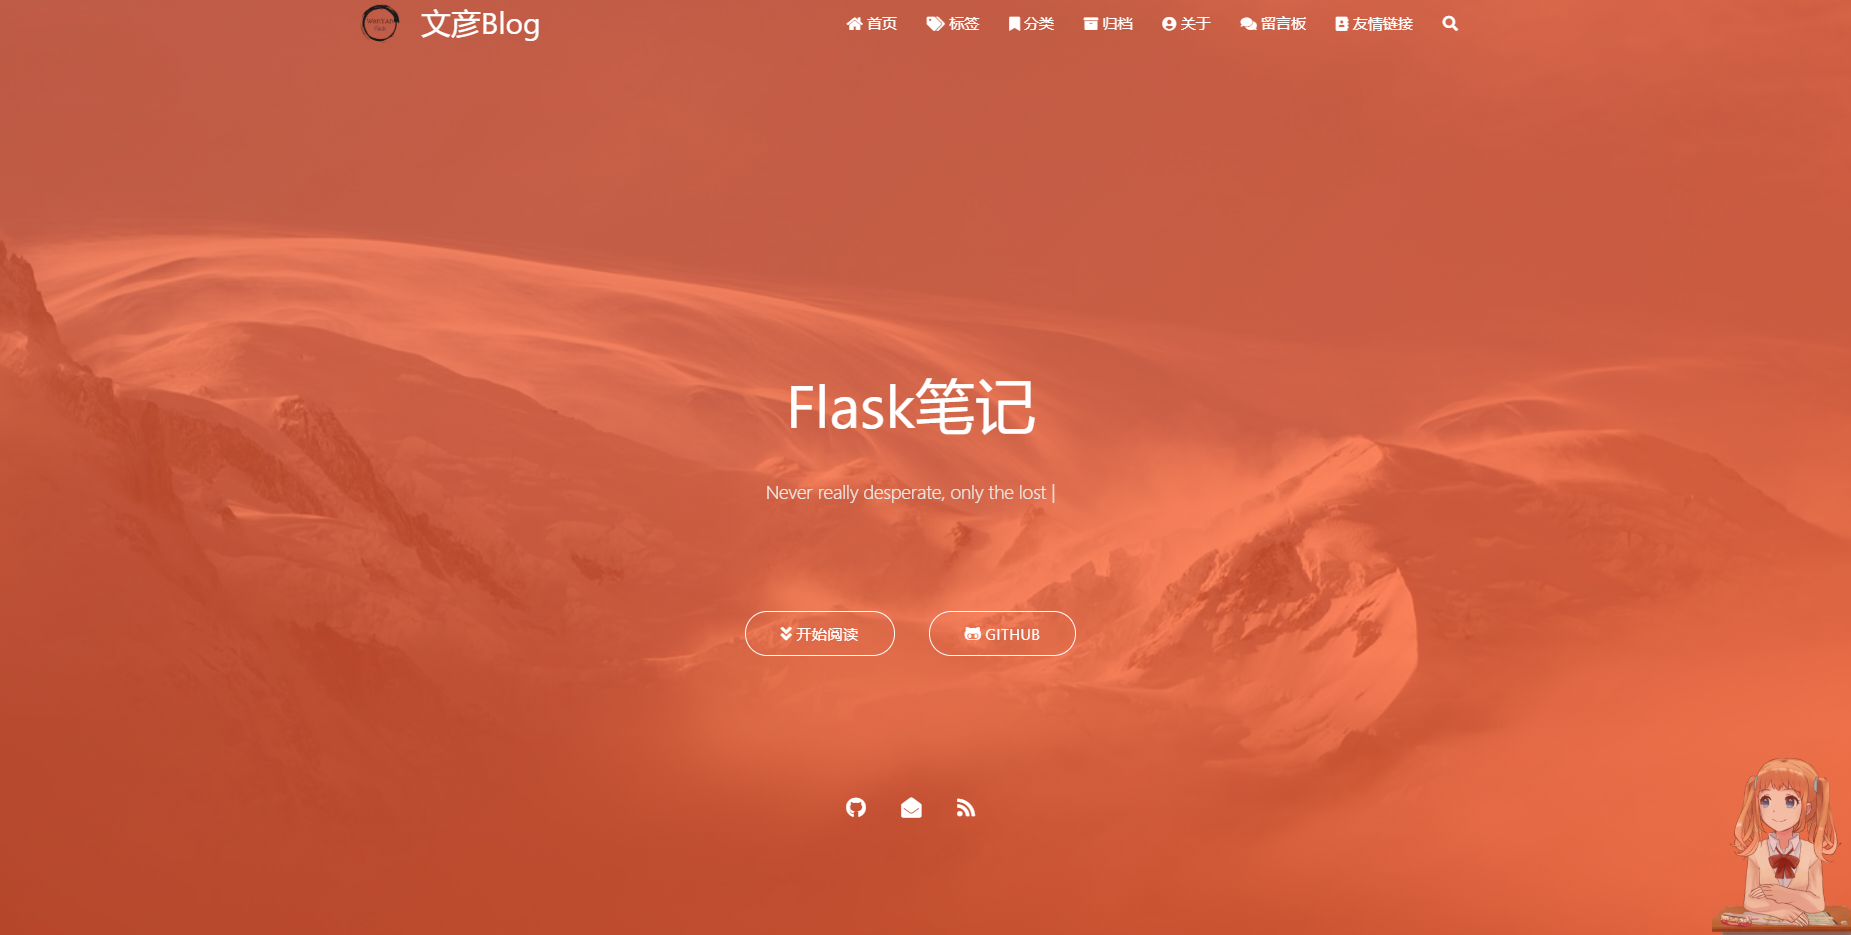 文彦Blog
首页 标签 分类 归档 关于 留言板 友情链接
Flask笔记
Never really desperate, only the lost |
开始阅读 GITHUB